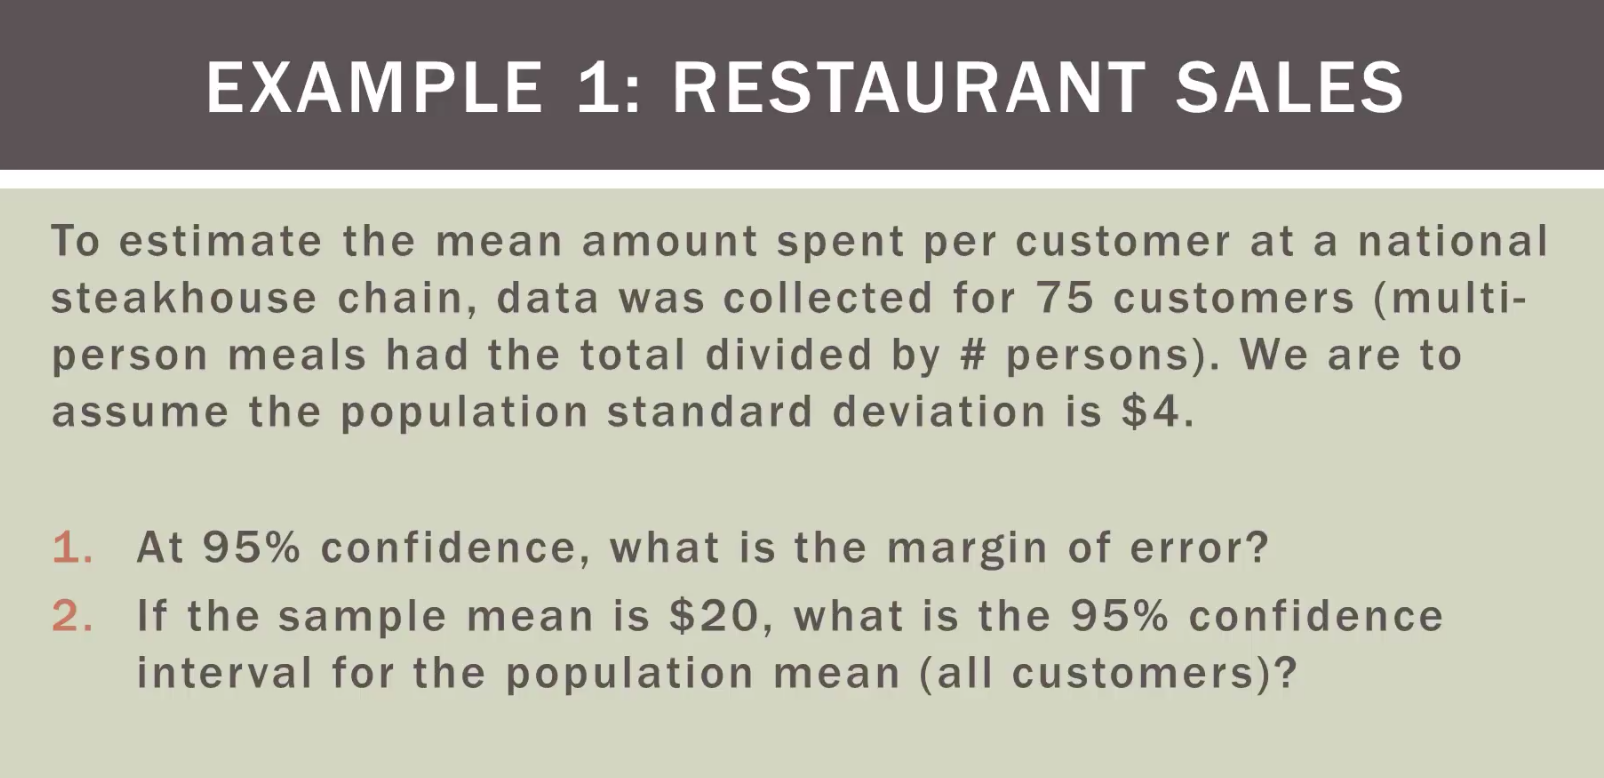 EXAMPLE 1: RESTAURANT SALES
To estimate the mean amount spent per customer at a national
steakhouse chain, data was collected for 75 customers (multi-
person meals had the total divided by # persons). We are to
assume the population standard deviation is $4.
1. At 95% confidence, what is the margin of error?
2. If the sample mean is $20, what is the 95% confidence
interval for the population mean (all customers)?